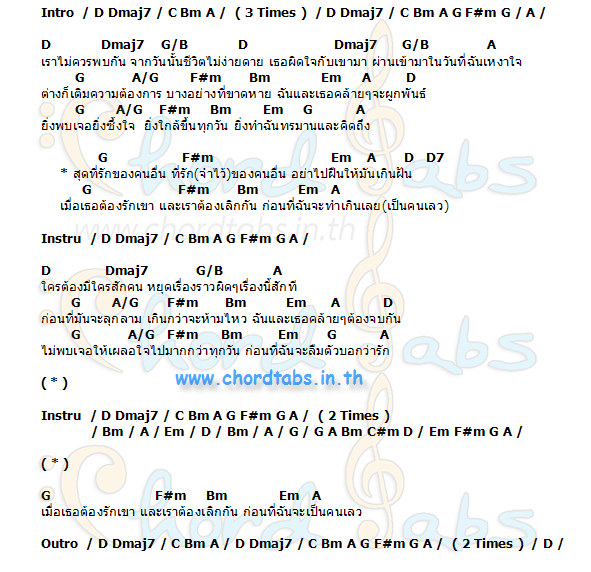 Intro / D Dmaj7 / C Bm A / ( 3 Times ) / D Dmaj7 / C Bm A G F#m G / A /
D Dmaj7 G/B D Dmaj7 G/B A
เราไม่ควรพบกัน จากวันนั้นชีวิตไม่ง่ายดาย เธอผิดใจกับเขามา ผ่านเข้ามาในวันที่ฉันเหงาใจ
G A/G F#m Bm Em A D
ต่างก็เติมความต้องการ บางอย่างที่ขาดหาย ฉันและเธอคล้ายๆจะผูกพันธ์
G A/G F#m Bm Em G A
ยิ่งพบเจอยิ่งซึ้งใจ ยิ่งใกล้ขึ้นทุกวัน ยิ่งทำฉันทรมานและคิดถึง
G F#m Em A D D7
* สุดที่รักของคนอื่น ที่รัก(จำไว้)ของคนอื่น อย่าไปฝืนให้มันเกินฝัน
G F#m Bm Em A
เมื่อเธอต้องรักเขา และเราต้องเลิกกัน ก่อนที่ฉันจะทำเกินเลย(เป็นคนเลว)
www.chordtabs.in.th
Instru / D Dmaj7 / C Bm A G F#m G A /
D Dmaj7 G/B A
ใครต้องมีใครสักคน หยุดเรื่องราวผิดๆเรื่องนี้สักที
G A/G F#m Bm Em A D
ก่อนที่มันจะลุกลาม เกินกว่าจะห้ามไหว ฉันและเธอคล้ายๆต้องจบกัน
G A/G F#m Bm Em G A
ไม่พบเจอให้เผลอใจไปมากกว่าทุกวัน ก่อนที่ฉันจะลืมตัวบอกว่ารัก
( * )
www.chordtabs.in.th
Instru / D Dmaj7 / C Bm A G F#m G A / ( 2 Times )
/ Bm / A / Em / D / Bm / A / G / G A Bm C#m D / Em F#m G A /
( * )
G F#m Bm Em A
เมื่อเธอต้องรักเขา และเราต้องเลิกกัน ก่อนที่ฉันจะเป็นคนเลว
Outro / D Dmaj7 / C Bm A / D Dmaj7 / C Bm A G F#m G A / ( 2 Times ) / D /